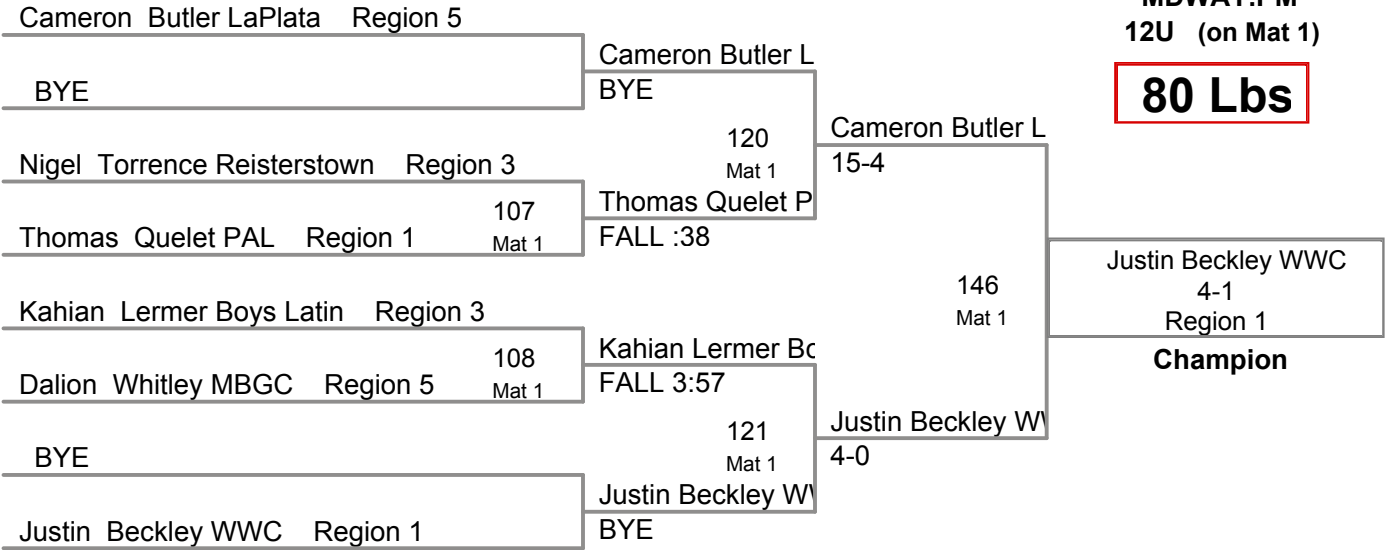 MDWAY.FM
12U (on Mat 1)
80 Lbs
Cameron Butler LaPlata Region 5
BYE
Nigel Torrence Reisterstown Region 3
107
Mat 1
Thomas Quelet PAL Region 1
Kahian Lermer Boys Latin Region 3
108
Mat 1
Dalion Whitley MBGC Region 5
BYE
Justin Beckley WWC Region 1
Cameron Butler L
BYE
120
Mat 1
Thomas Quelet P
FALL :38
Kahian Lermer Bo
FALL 3:57
121
Mat 1
Justin Beckley W
BYE
Cameron Butler L
15-4
146
Mat 1
Justin Beckley W
4-0
Justin Beckley WWC
4-1
Region 1
Champion